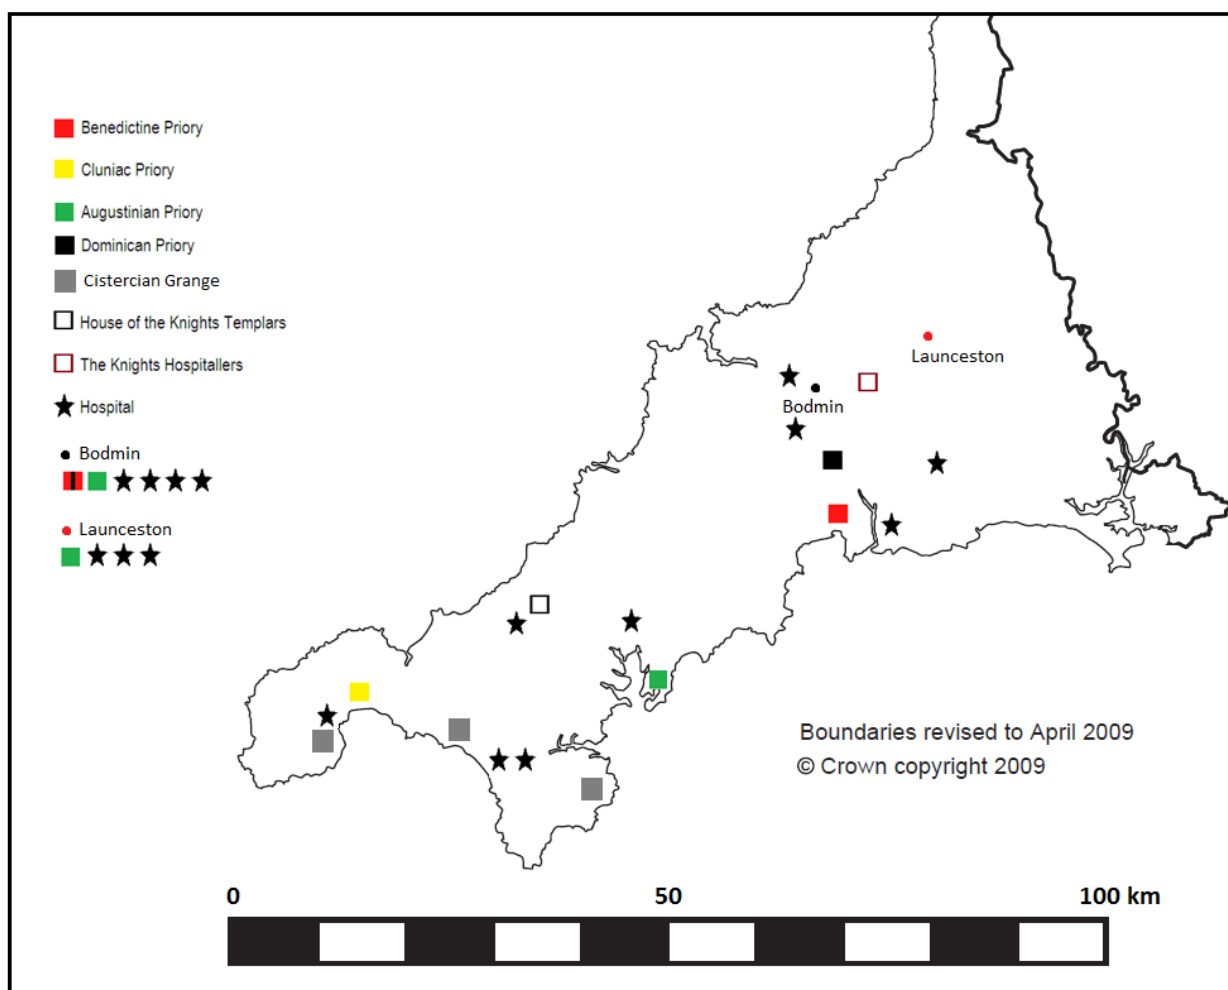 Benedictine Priory
Cluniac Priory
Augustinian Priory
Dominican Priory
Cistercian Grange
House of the Knights Templars
The Knights Hospitallers
Hospital
Bodmin
Launceston
Launceston
Bodmin
Boundaries revised to April 2009
© Crown copyright 2009
0 50 100 km